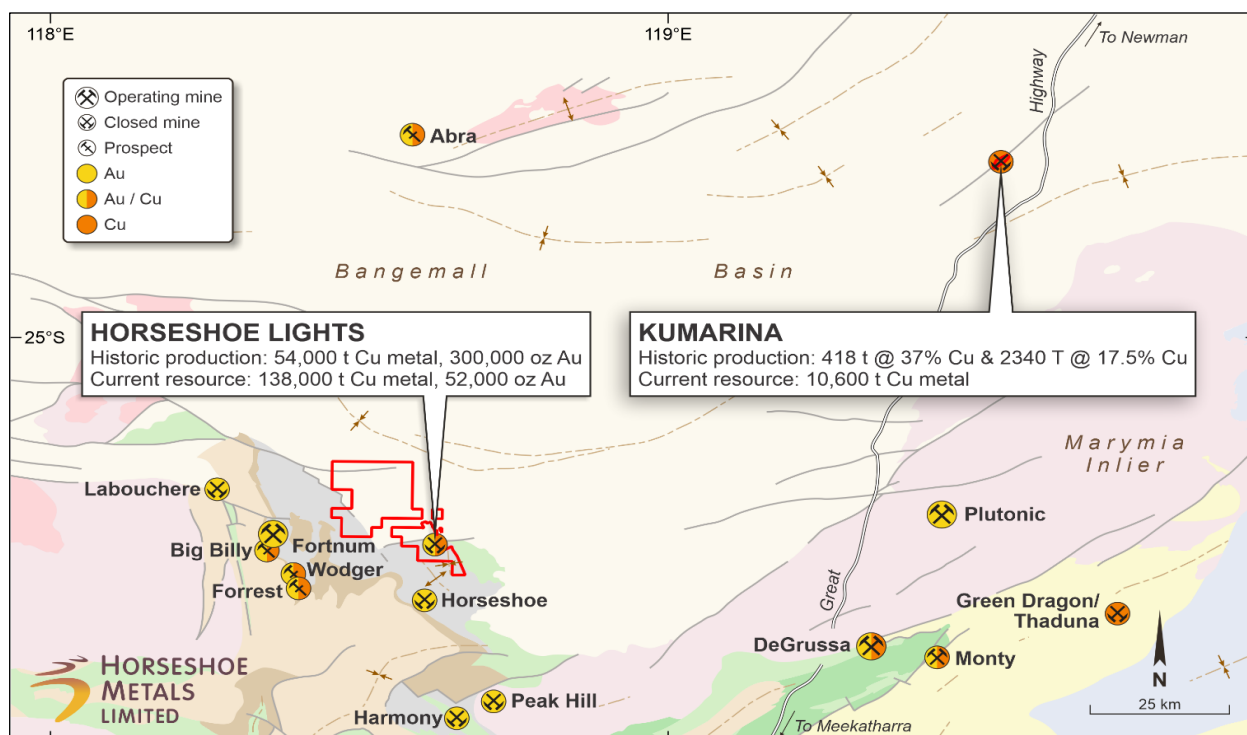 118°E
119°E
To Newman
Highway
Operating mine
Closed mine
Prospect
Au
Au / Cu
Cu
Abra
Bangemall Basin
25°S
HORSESHOE LIGHTS
Historic production: 54,000 t Cu metal, 300,000 oz Au
Current resource: 138,000 t Cu metal, 52,000 oz Au
KUMARINA
Historic production: 418 t @ 37% Cu & 2340 T @ 17.5% Cu
Current resource: 10,600 t Cu metal
Marymia
Inlier
Labouchere
Plutonic
Fortnum
Big Billy
Wodger
Forrest
Horseshoe
Great
Green Dragon/
Thaduna
DeGrussa
Monty
Peak Hill
Harmony
HORSESHOE
METALS
LIMITED
To Meekatharra
N
25 km